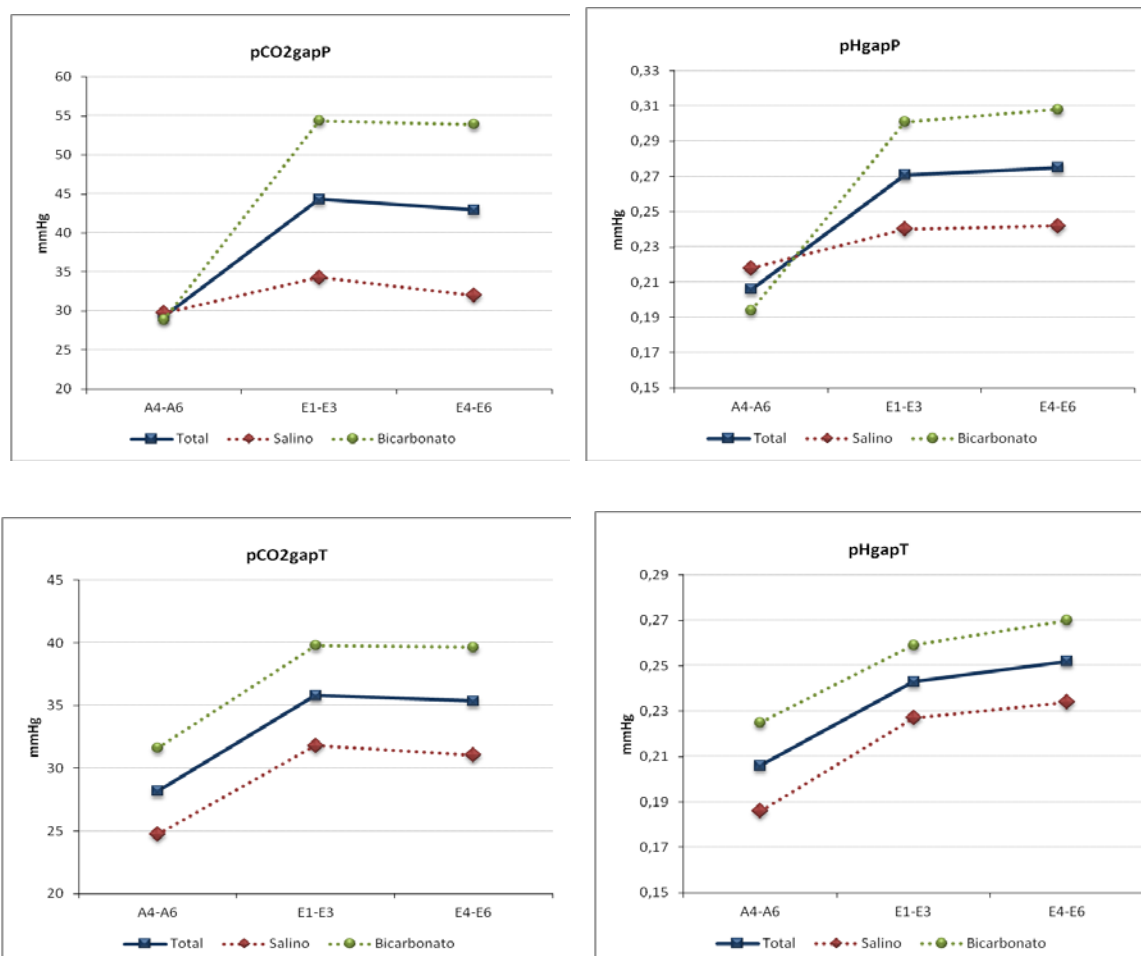 pCO2gapP
60
55
50
45
40
35
30
25
20
mmHg
A4-A6 E1-E3 E4-E6
Total Salino Bicarbonato
pHgapP
0,33
0,31
0,29
0,27
0,25
0,23
0,21
0,19
0,17
0,15
mmHg
A4-A6 E1-E3 E4-E6
Total Salino Bicarbonato
pCO2gapT
45
40
35
30
25
20
mmHg
A4-A6 E1-E3 E4-E6
Total Salino Bicarbonato
pHgapT
0,29
0,27
0,25
0,23
0,21
0,19
0,17
0,15
mmHg
A4-A6 E1-E3 E4-E6
Total Salino Bicarbonato